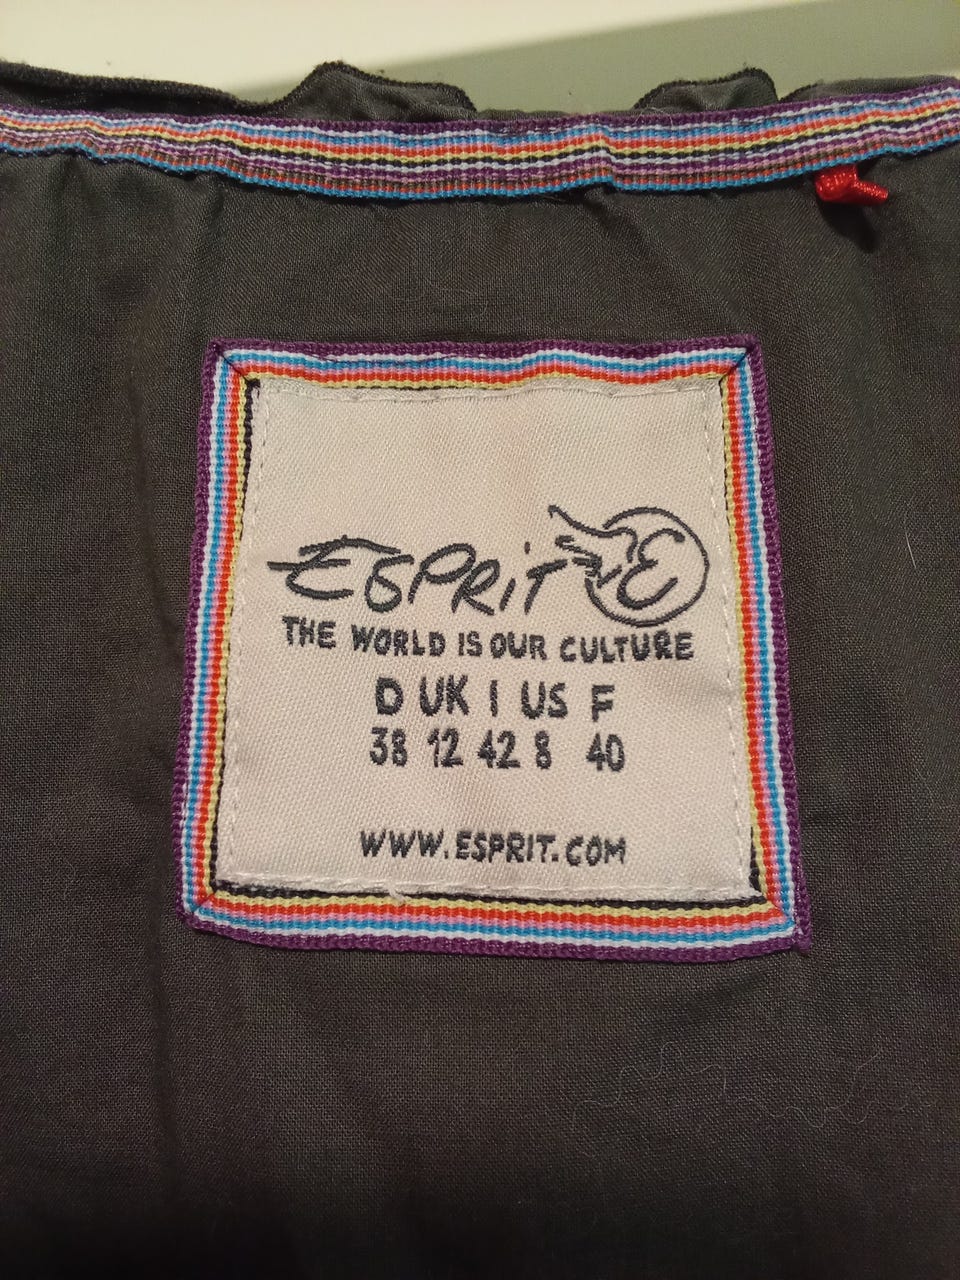 ESPRIT E
THE WORLD IS OUR CULTURE
D UK I US F
38 12 42 8 40
WWW.ESPRIT.COM